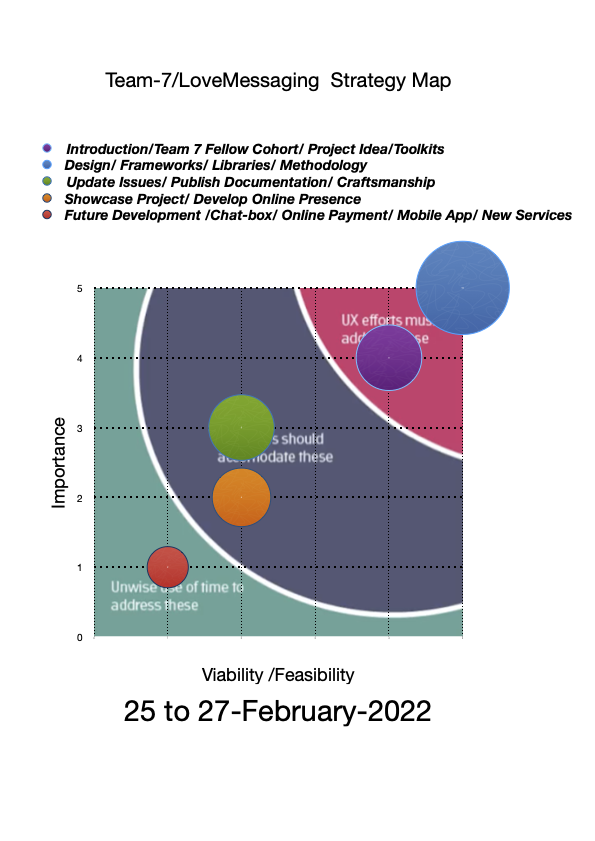 Team-7/LoveMessaging Strategy Map
Introduction/Team 7 Fellow Cohort/ Project Idea/Toolkits
Design/ Frameworks/ Libraries/ Methodology
Update Issues/ Publish Documentation/ Craftsmanship
Showcase Project/ Develop Online Presence
Future Development /Chat-box/ Online Payment/ Mobile App/ New Services
5
UX efforts
4
3
should
these
Importance
2
1
Unwise use of time to
address these
0
Viability /Feasibility
25 to 27-February-2022